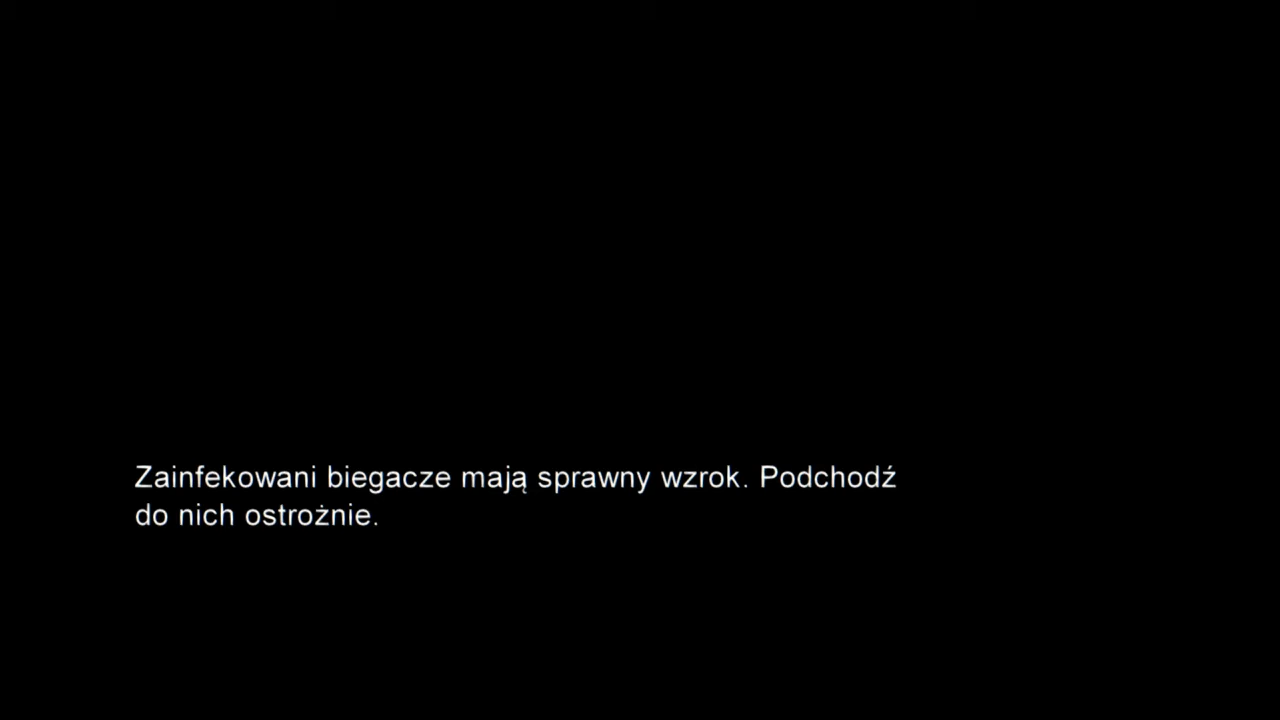 Zainfekowani biegacze mają sprawny wzrok. Podchodź
do nich ostrożnie.